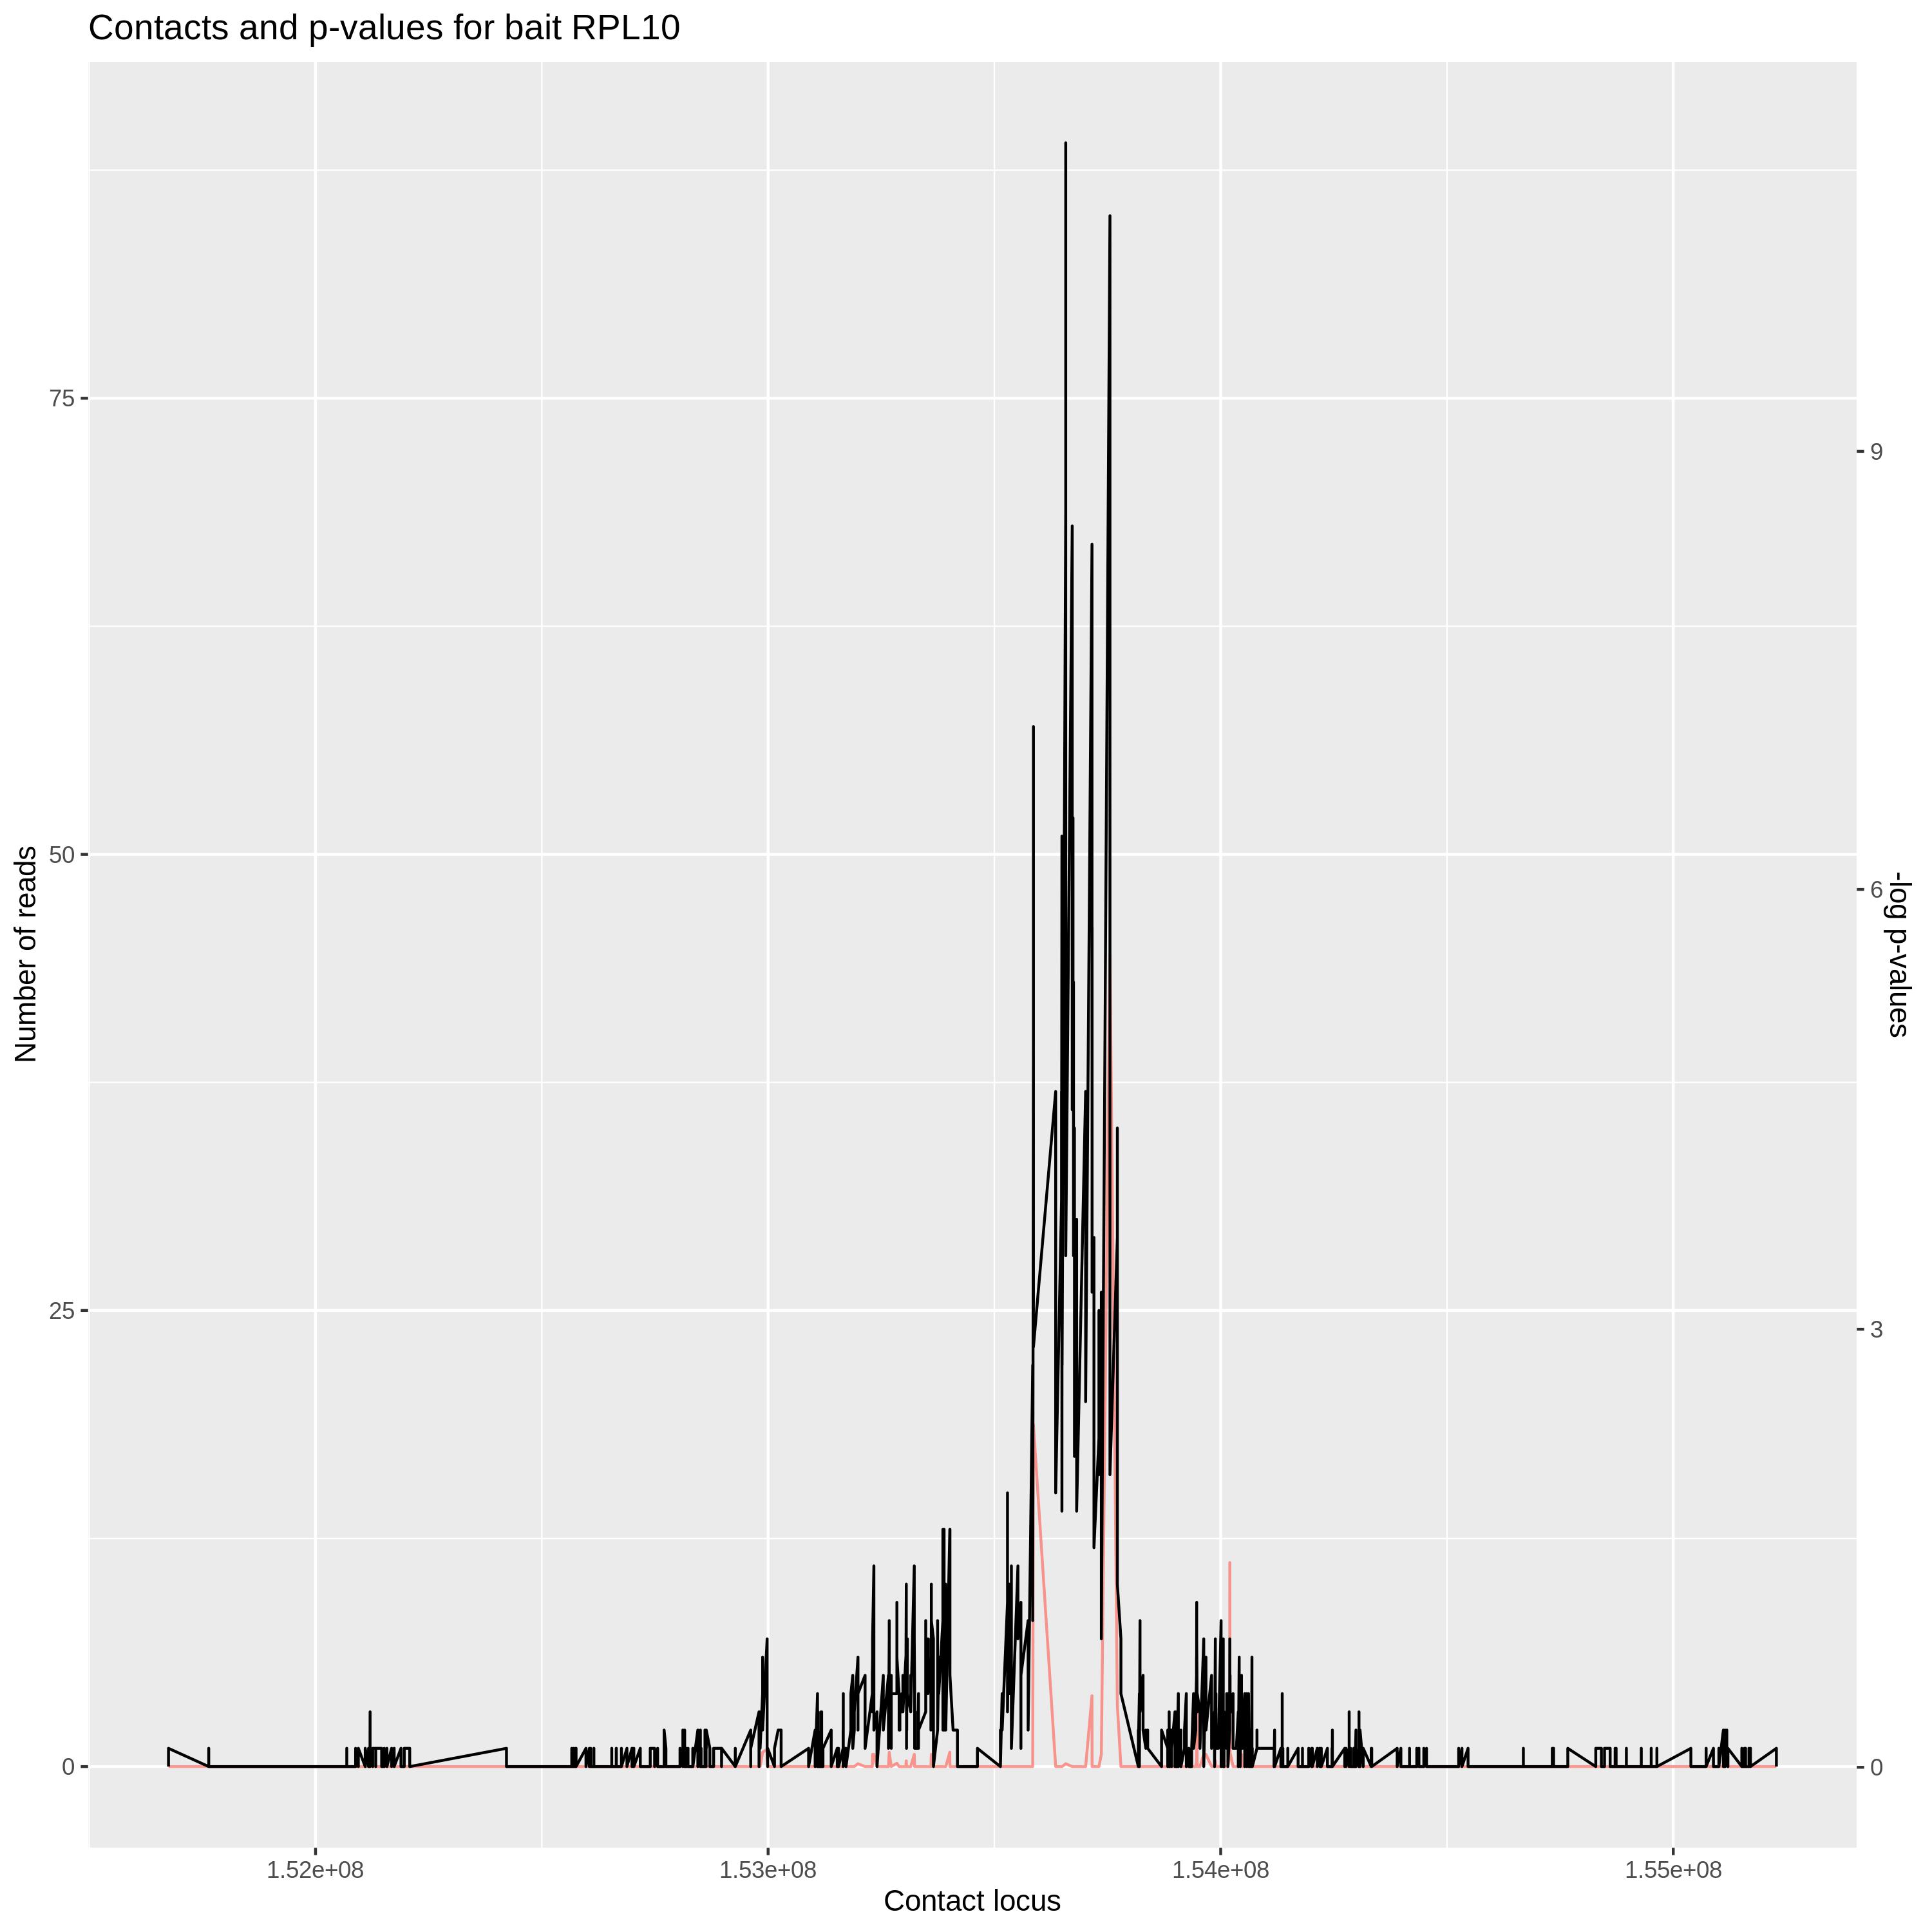 Contacts and p-values for bait RPL10
75
50
25
0
Number of reads
9
6
3
0
-log p-values
1.52e+08
1.53e+08
1.54e+08
1.55e+08
Contact locus